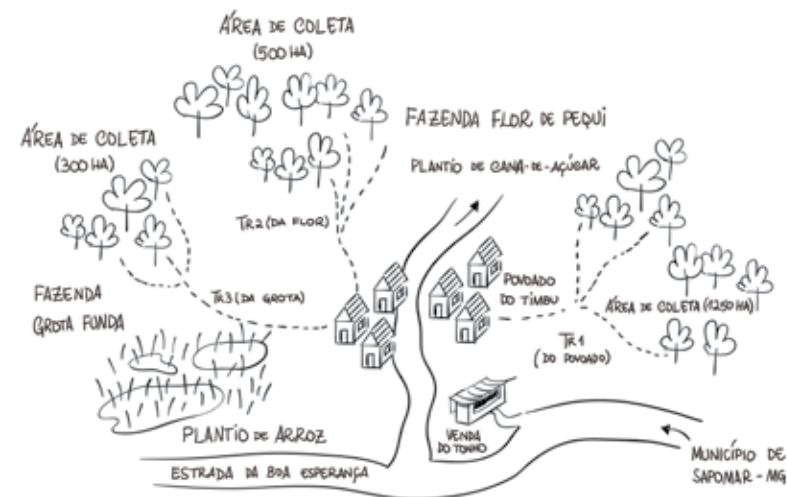 ÁREA DE COLETA
(500 HA)
ÁREA DE COLETA
(300 HA)
FAZENDA FLOR DE PEQUI
PLANTIO DE CANA-DE-AÇÚCAR
TR2 (DA FLOR)
FAZENDA
GROTA FUNDA
TR3 (DA GROTA)
POVOADO
DO TIMBU
ÁREA DE COLETA (1250 HA)
TR1
(DO POVOADO)
PLANTIO DE ARROZ
VENDA
DO TONHO
ESTRADA DA BOA ESPERANÇA
MUNICÍPIO DE
SAPOMAR - MG